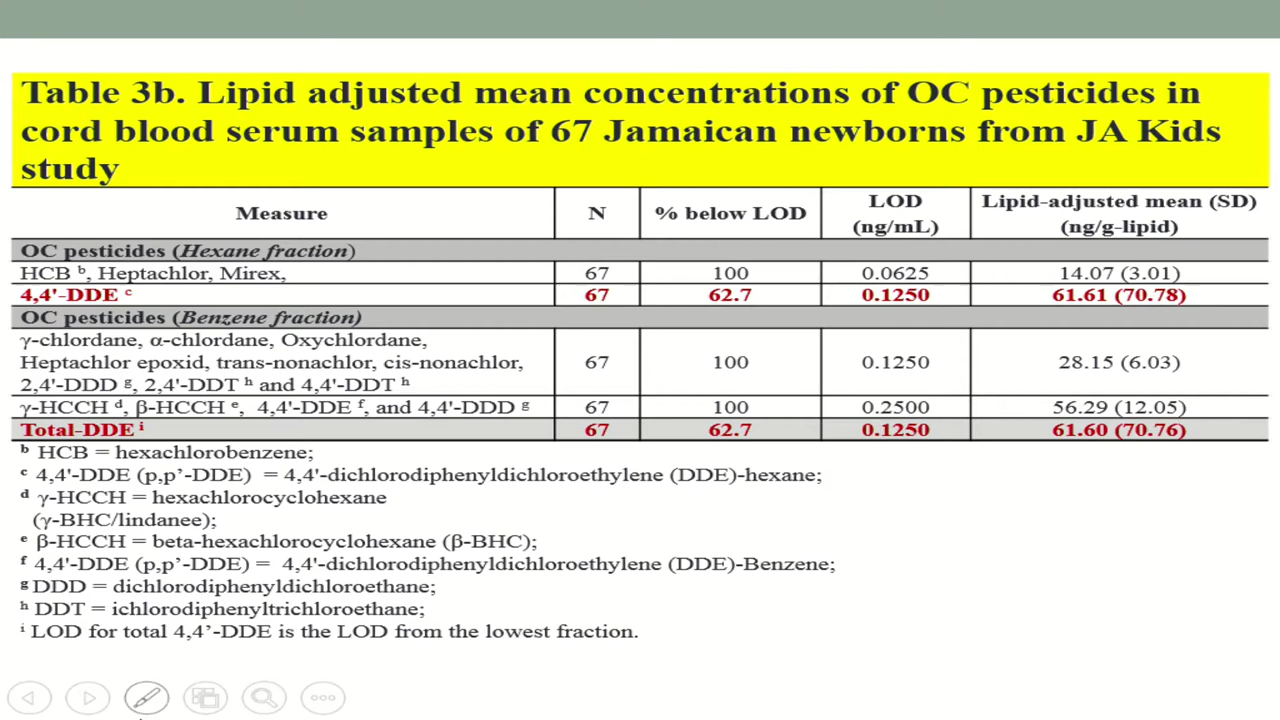 Table 3b. Lipid adjusted mean concentrations of OC pesticides in
cord blood serum samples of 67 Jamaican newborns from JA Kids
study
Measure N % below LOD LOD (ng/mL) Lipid-adjusted mean (SD) (ng/g-lipid)
OC pesticides (Hexane fraction)
HCB ᵇ, Heptachlor, Mirex, 67 100 0.0625 14.07 (3.01)
4,4'-DDE ᶜ 67 62.7 0.1250 61.61 (70.78)
OC pesticides (Benzene fraction)
γ-chlordane, α-chlordane, Oxychlordane,
Heptachlor epoxid, trans-nonachlor, cis-nonachlor, 67 100 0.1250 28.15 (6.03)
2,4'-DDD ᵍ, 2,4'-DDT ʰ and 4,4'-DDT ʰ
γ-HCCH ᵈ, β-HCCH ᵉ, 4,4'-DDE ᶠ, and 4,4'-DDD ᵍ 67 100 0.2500 56.29 (12.05)
Total-DDE ⁱ 67 62.7 0.1250 61.60 (70.76)
ᵇ HCB = hexachlorobenzene;
ᶜ 4,4'-DDE (p,p’-DDE) = 4,4'-dichlorodiphenyldichloroethylene (DDE)-hexane;
ᵈ γ-HCCH = hexachlorocyclohexane
(γ-BHC/lindanee);
ᵉ β-HCCH = beta-hexachlorocyclohexane (β-BHC);
ᶠ 4,4'-DDE (p,p’-DDE) = 4,4'-dichlorodiphenyldichloroethylene (DDE)-Benzene;
ᵍ DDD = dichlorodiphenyldichloroethane;
ʰ DDT = ichlorodiphenyltrichloroethane;
ⁱ LOD for total 4,4’-DDE is the LOD from the lowest fraction.